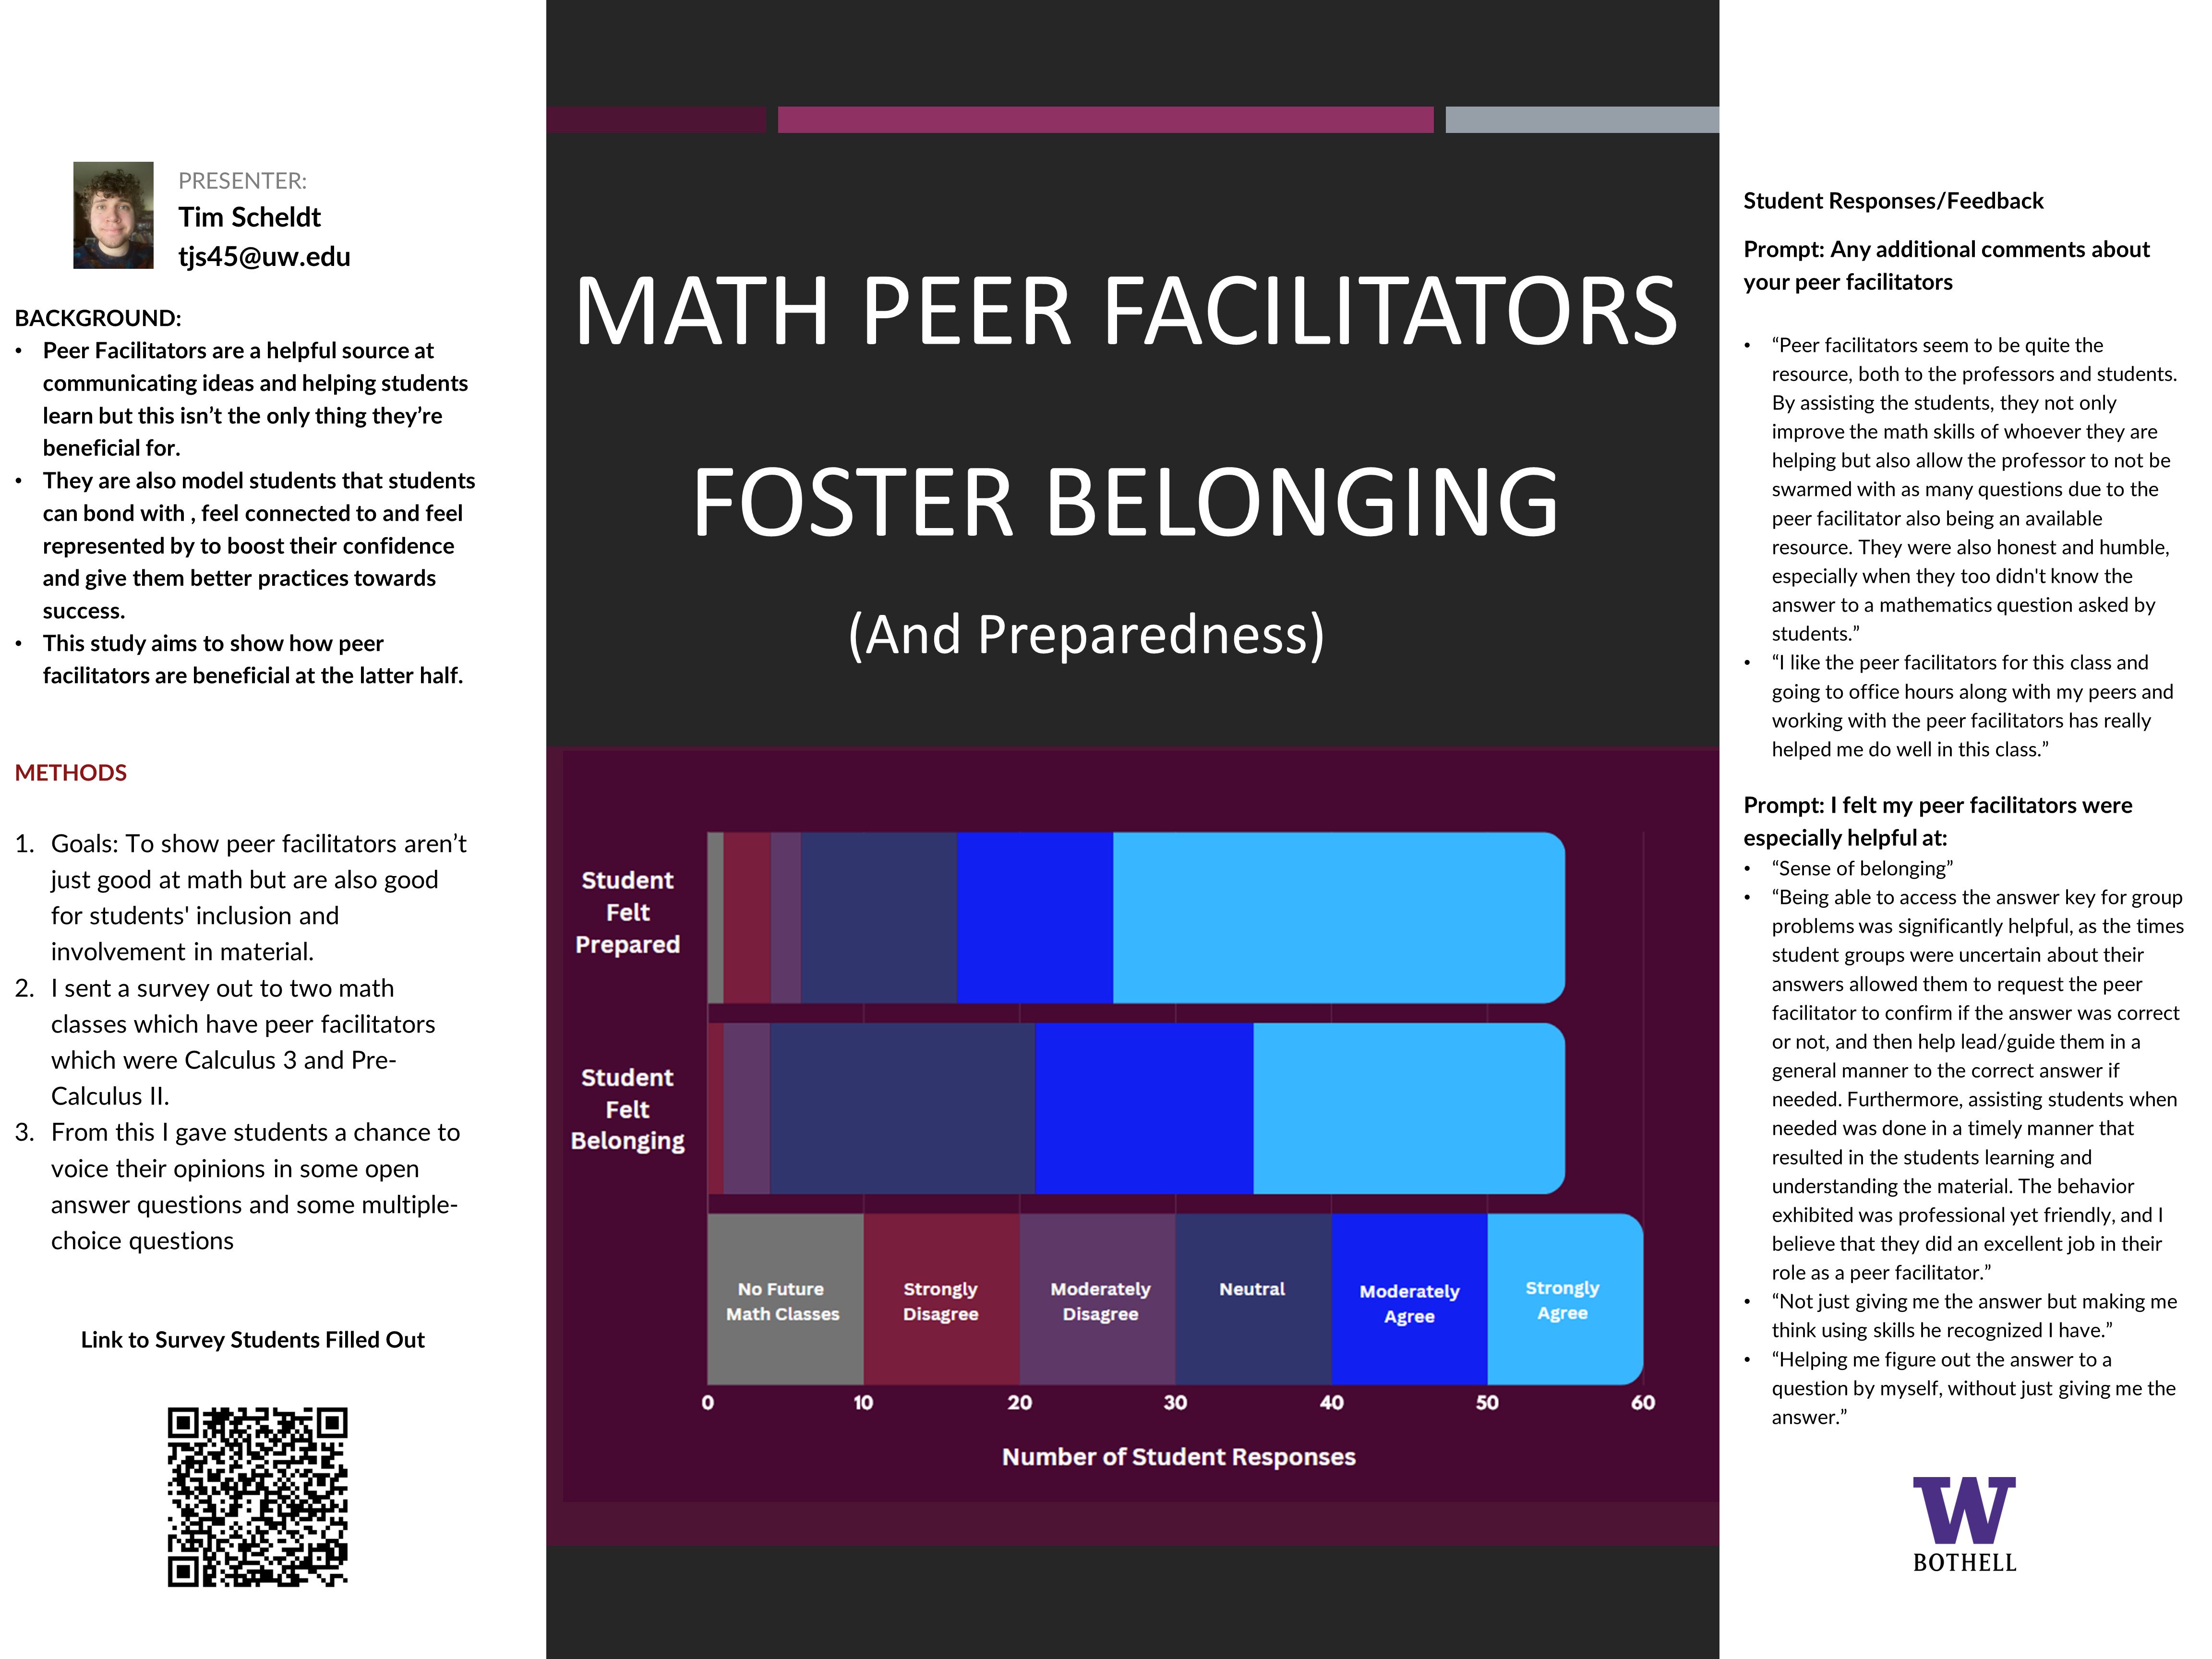 PRESENTER:
Tim Scheldt
tjs45@uw.edu
BACKGROUND:
• Peer Facilitators are a helpful source at
communicating ideas and helping students
learn but this isn’t the only thing they’re
beneficial for.
• They are also model students that students
can bond with , feel connected to and feel
represented by to boost their confidence
and give them better practices towards
success.
• This study aims to show how peer
facilitators are beneficial at the latter half.
METHODS
1. Goals: To show peer facilitators aren’t
just good at math but are also good
for students' inclusion and
involvement in material.
2. I sent a survey out to two math
classes which have peer facilitators
which were Calculus 3 and Pre-
Calculus II.
3. From this I gave students a chance to
voice their opinions in some open
answer questions and some multiple-
choice questions
Link to Survey Students Filled Out
MATH PEER FACILITATORS
FOSTER BELONGING
(And Preparedness)
Student
Felt
Prepared
Student
Felt
Belonging
No Future
Math Classes
Strongly
Disagree
Moderately
Disagree
Neutral
Moderately
Agree
Strongly
Agree
0 10 20 30 40 50 60
Number of Student Responses
Student Responses/Feedback
Prompt: Any additional comments about
your peer facilitators
• “Peer facilitators seem to be quite the
resource, both to the professors and students.
By assisting the students, they not only
improve the math skills of whoever they are
helping but also allow the professor to not be
swarmed with as many questions due to the
peer facilitator also being an available
resource. They were also honest and humble,
especially when they too didn't know the
answer to a mathematics question asked by
students.”
• “I like the peer facilitators for this class and
going to office hours along with my peers and
working with the peer facilitators has really
helped me do well in this class.”
Prompt: I felt my peer facilitators were
especially helpful at:
• “Sense of belonging”
• “Being able to access the answer key for group
problems was significantly helpful, as the times
student groups were uncertain about their
answers allowed them to request the peer
facilitator to confirm if the answer was correct
or not, and then help lead/guide them in a
general manner to the correct answer if
needed. Furthermore, assisting students when
needed was done in a timely manner that
resulted in the students learning and
understanding the material. The behavior
exhibited was professional yet friendly, and I
believe that they did an excellent job in their
role as a peer facilitator.”
• “Not just giving me the answer but making me
think using skills he recognized I have.”
• “Helping me figure out the answer to a
question by myself, without just giving me the
answer.”
W
BOTHELL